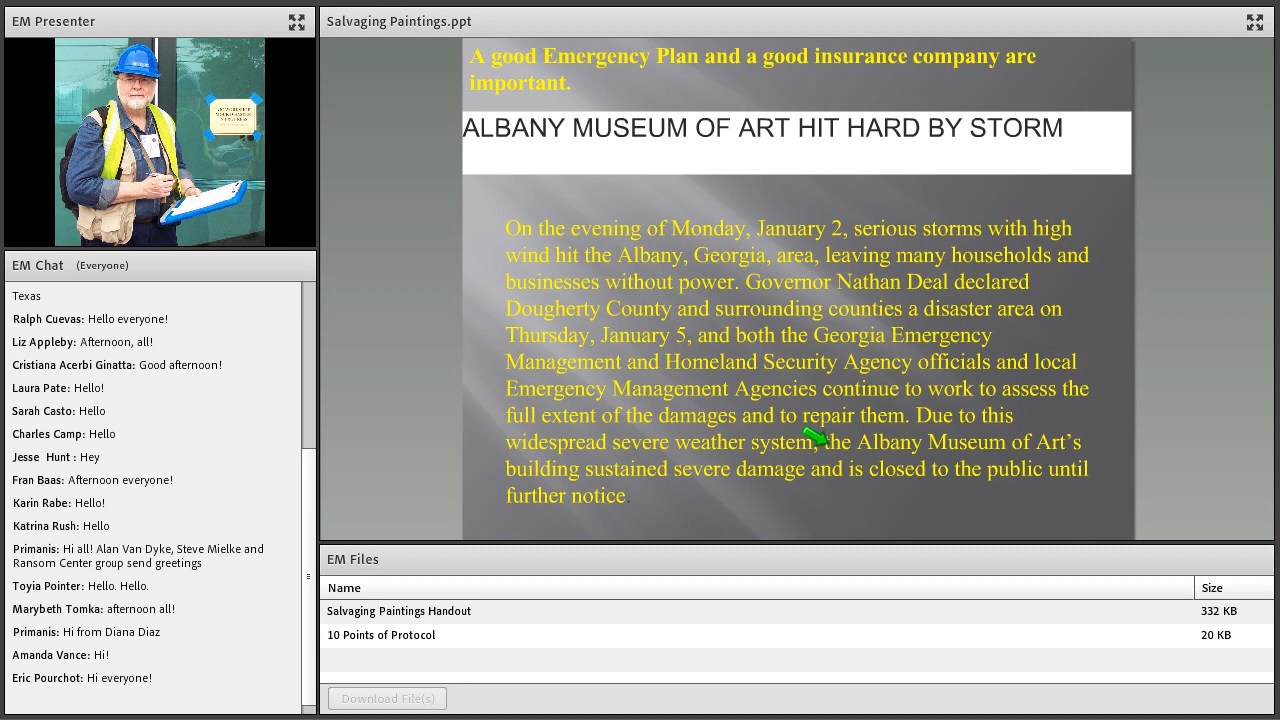 EM Presenter
EM Chat (Everyone)
Texas
Ralph Cuevas: Hello everyone!
Liz Appleby: Afternoon, all!
Cristiana Acerbi Ginatta: Good afternoon!
Laura Pate: Hello!
Sarah Casto: Hello
Charles Camp: Hello
Jesse Hunt : Hey
Fran Baas: Afternoon everyone!
Karin Rabe: Hello!
Katrina Rush: Hello
Primanis: Hi all! Alan Van Dyke, Steve Mielke and
Ransom Center group send greetings
Toyia Pointer: Hello. Hello.
Marybeth Tomka: afternoon all!
Primanis: Hi from Diana Diaz
Amanda Vance: Hi!
Eric Pourchot: Hi everyone!
Salvaging Paintings.ppt
A good Emergency Plan and a good insurance company are
important.
ALBANY MUSEUM OF ART HIT HARD BY STORM
On the evening of Monday, January 2, serious storms with high
wind hit the Albany, Georgia, area, leaving many households and
businesses without power. Governor Nathan Deal declared
Dougherty County and surrounding counties a disaster area on
Thursday, January 5, and both the Georgia Emergency
Management and Homeland Security Agency officials and local
Emergency Management Agencies continue to work to assess the
full extent of the damages and to repair them. Due to this
widespread severe weather system, the Albany Museum of Art’s
building sustained severe damage and is closed to the public until
further notice.
EM Files
Name Size
Salvaging Paintings Handout 332 KB
10 Points of Protocol 20 KB
Download File(s)